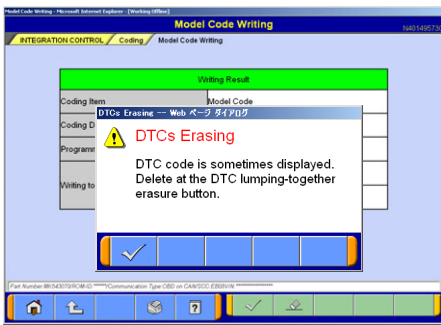 Model Code Writing - Microsoft Internet Explorer - [Working Offline]
Model Code Writing
N401495730
INTEGRATION CONTROL Coding Model Code Writing
Writing Result
Coding Item Model Code
Coding D
Programm
Writing to
DTCs Erasing -- Web ページ ダイアログ
DTCs Erasing
DTC code is sometimes displayed.
Delete at the DTC lumping-together
erasure button.
?